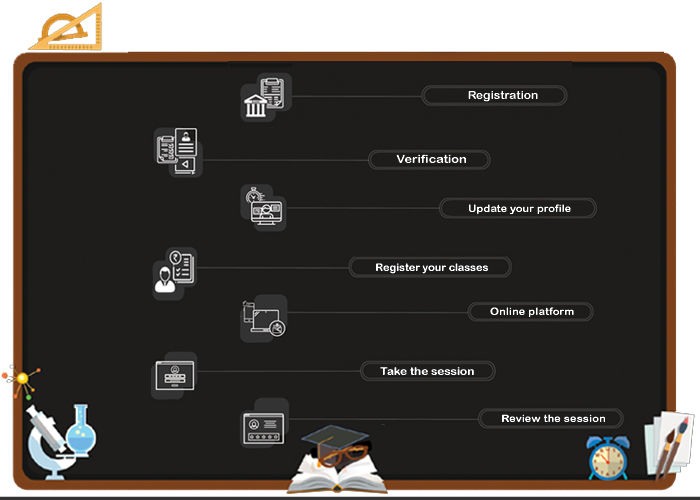 Registration
Verification
Update your profile
Register your classes
Online platform
Take the session
Review the session